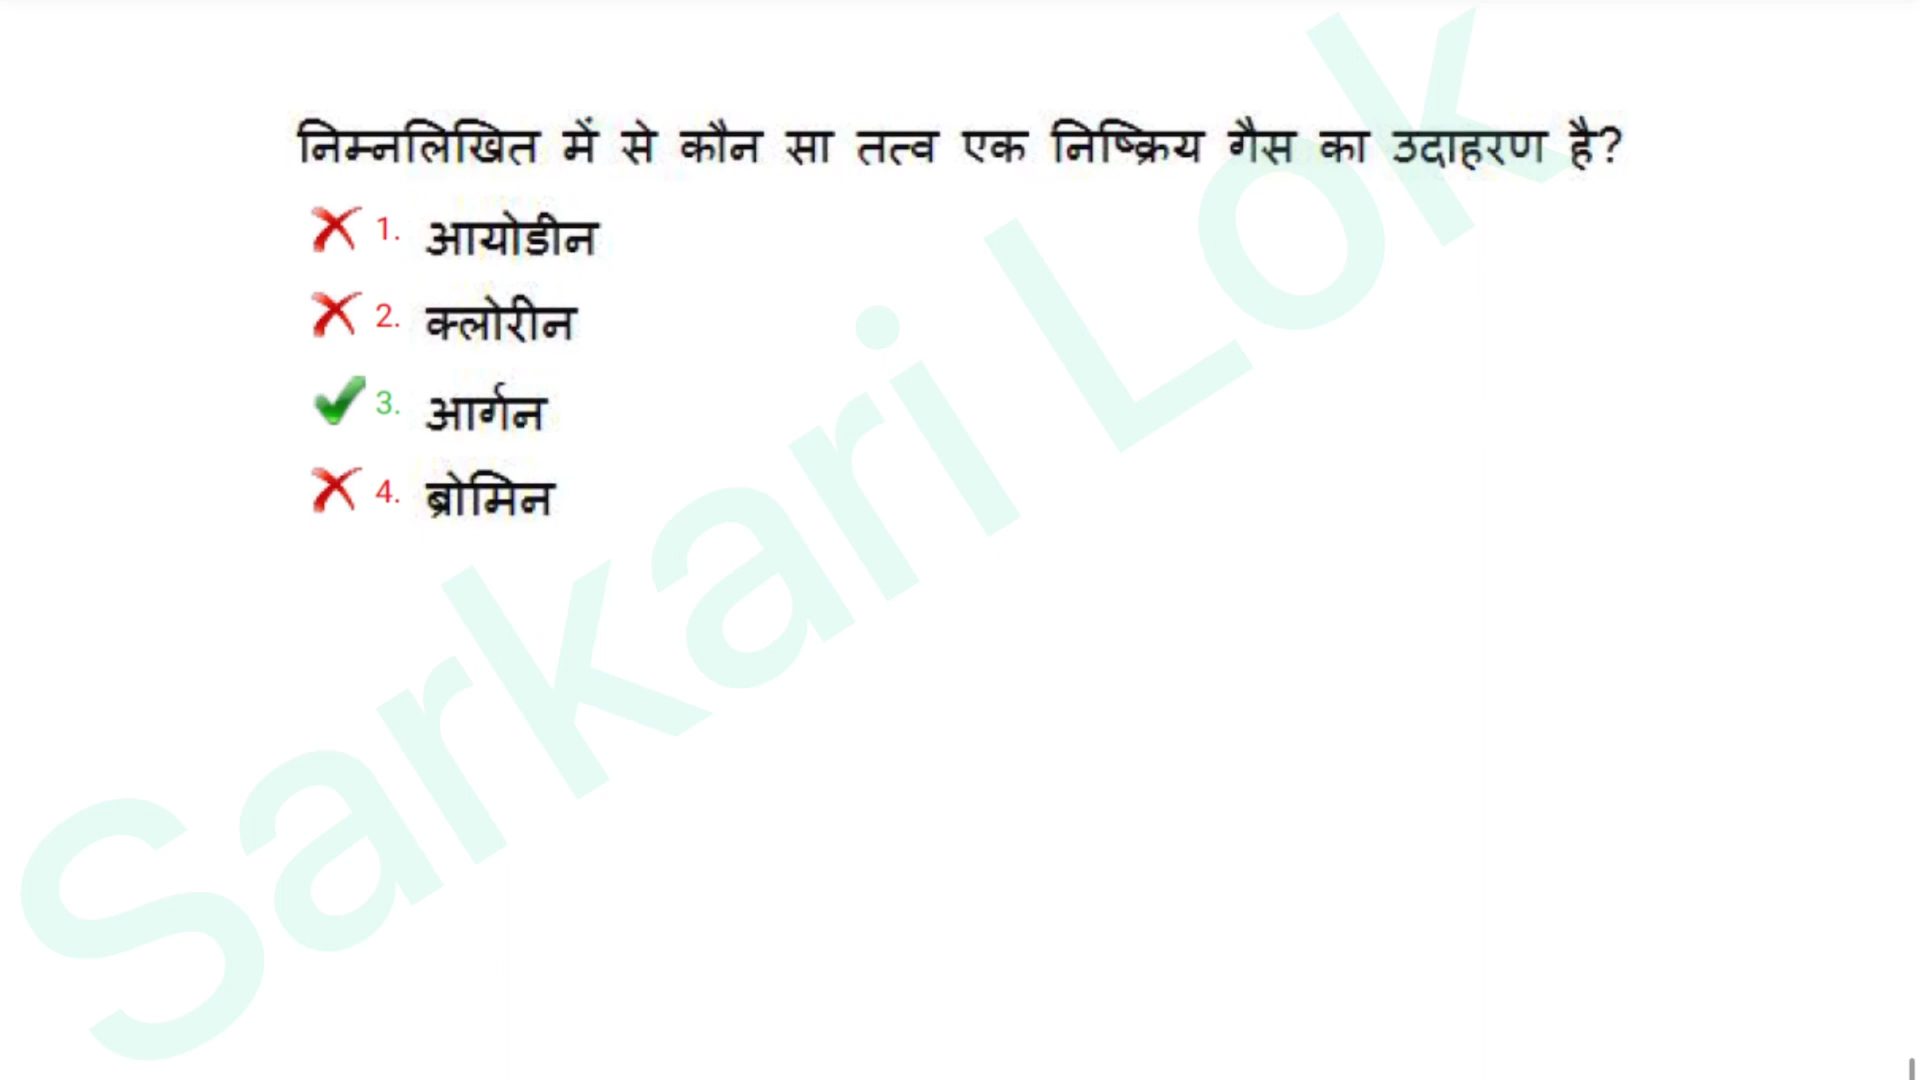 निम्नलिखित में से कौन सा तत्व एक निष्क्रिय गैस का उदाहरण है?
1. आयोडीन
2. क्लोरीन
3. आर्गन
4. ब्रोमिन
Sarkari Lok